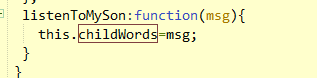 },
listenToMySon:function(msg){
this.childWords=msg;
}
}